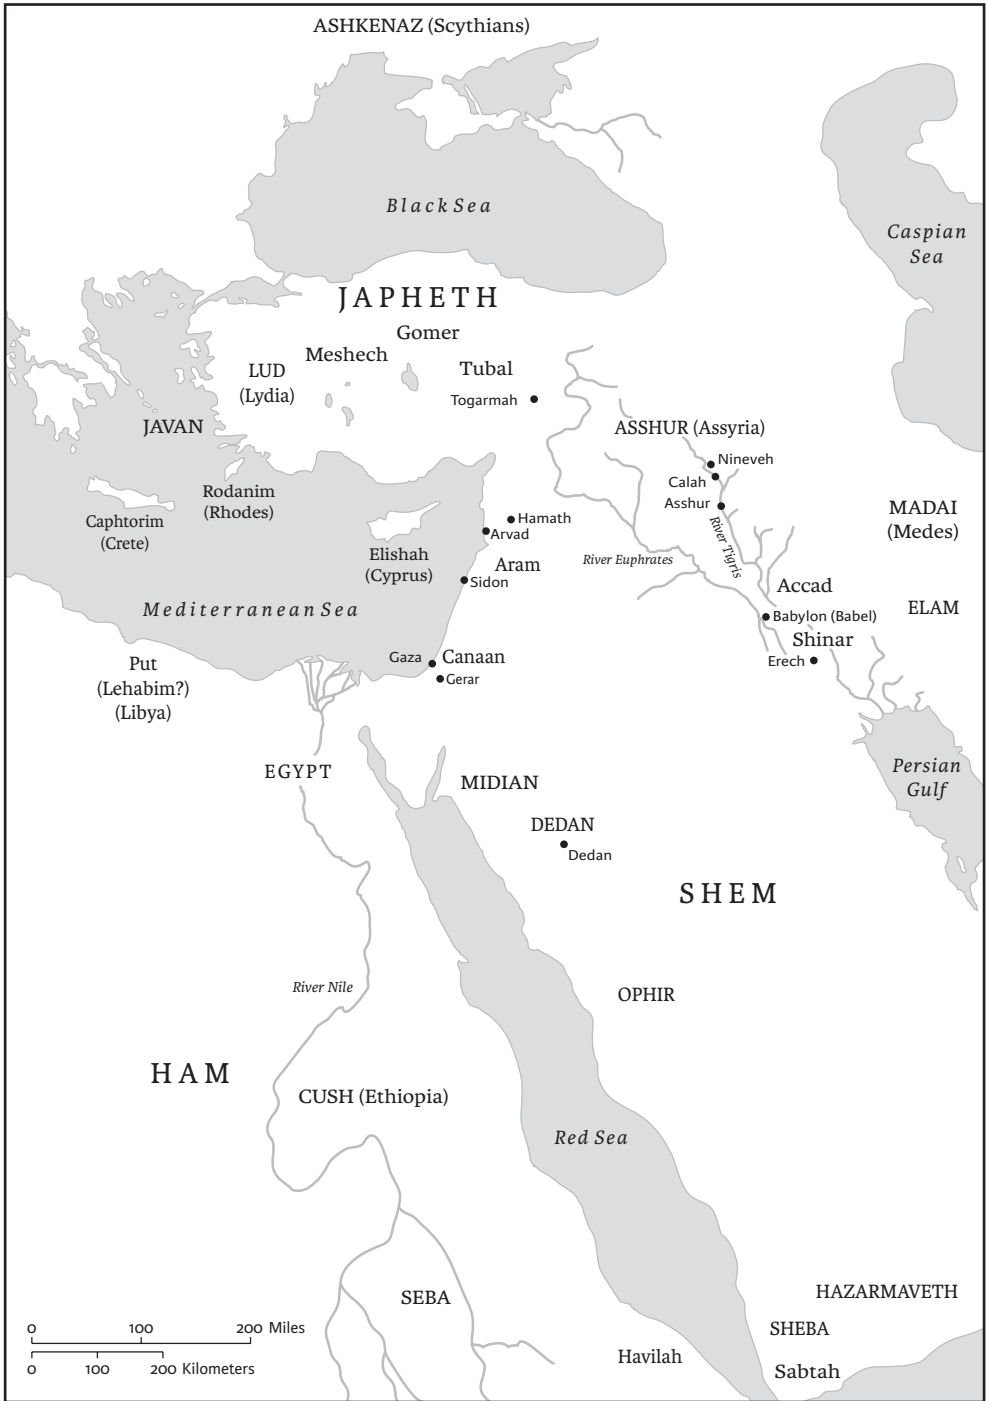 ASHKENAZ (Scythians)
Black Sea
Caspian
Sea
JAPHETH
Gomer
Meshech
LUD
(Lydia)
Tubal
Togarmah
JAVAN
ASSHUR (Assyria)
Nineveh
Calah
Asshur
River Tigris
Rodanim
(Rhodes)
Caphtorim
(Crete)
MADAI
(Medes)
Hamath
Arvad
Elishah
(Cyprus)
Aram
River Euphrates
Sidon
Accad
Mediterranean Sea
ELAM
Babylon (Babel)
Shinar
Erech
Gaza
Canaan
Gerar
Put
(Lehabim?)
(Libya)
EGYPT
MIDIAN
Persian
Gulf
DEDAN
Dedan
SHEM
River Nile
OPHIR
HAM
CUSH (Ethiopia)
Red Sea
SEBA
HAZARMAVETH
SHEBA
Havilah
Sabtah
0 100 200 Miles
0 100 200 Kilometers